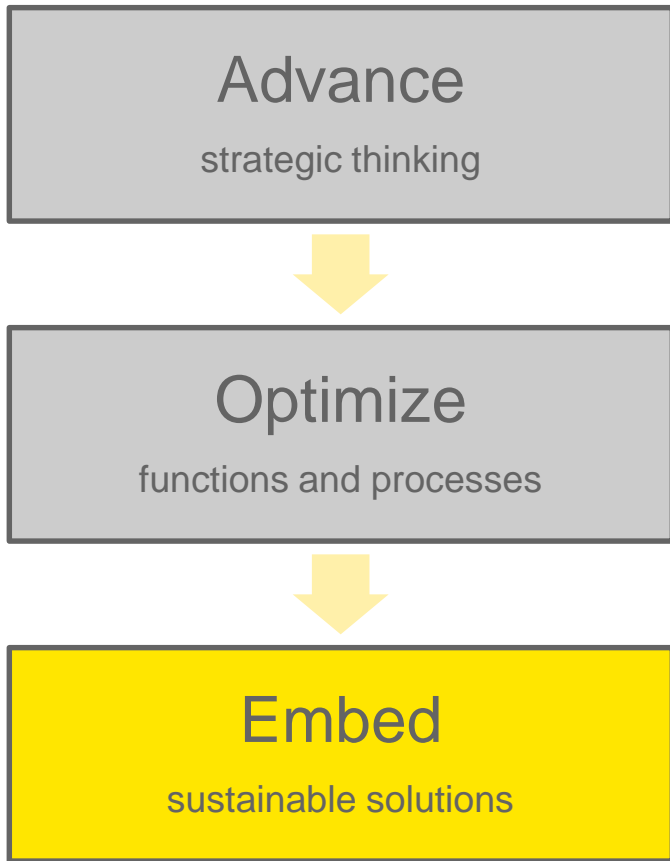 Advance
strategic thinking
Optimize
functions and processes
Embed
sustainable solutions